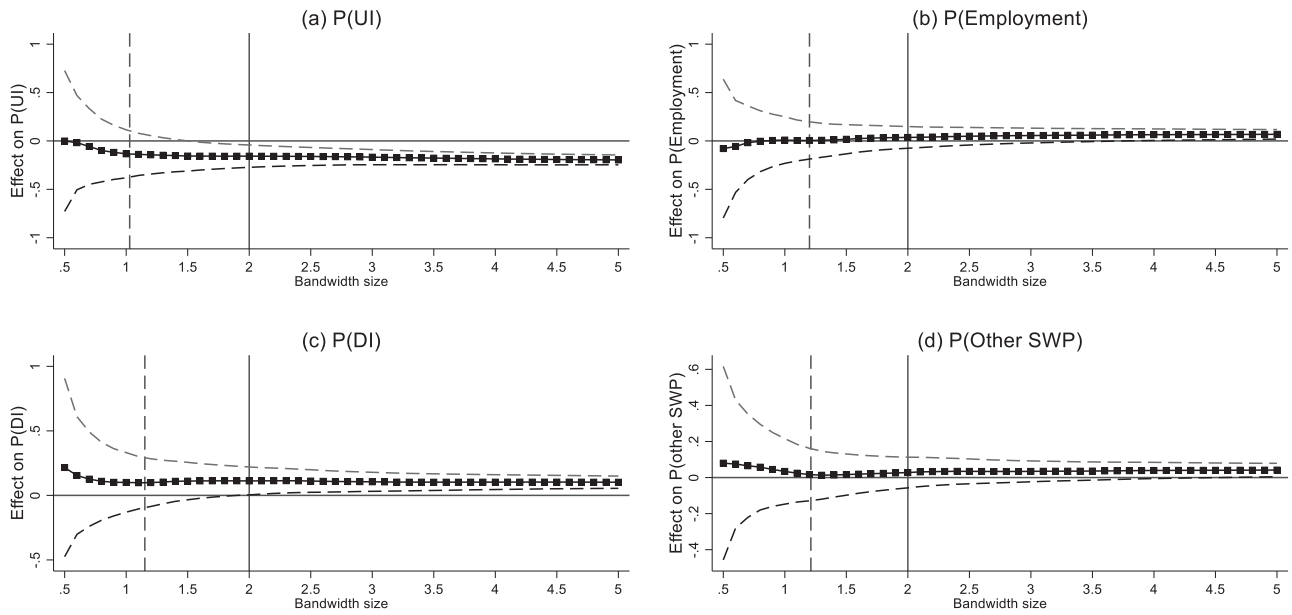 (a) P(UI)
Effect on P(UI)
1
.5
0
-.5
-1
.5 1 1.5 2 2.5 3 3.5 4 4.5 5
Bandwidth size
(b) P(Employment)
Effect on P(Employment)
1
.5
0
-.5
-1
.5 1 1.5 2 2.5 3 3.5 4 4.5 5
Bandwidth size
(c) P(DI)
Effect on P(DI)
1
.5
0
-.5
.5 1 1.5 2 2.5 3 3.5 4 4.5 5
Bandwidth size
(d) P(Other SWP)
Effect on P(other SWP)
.6
.4
.2
0
-.2
-.4
.5 1 1.5 2 2.5 3 3.5 4 4.5 5
Bandwidth size